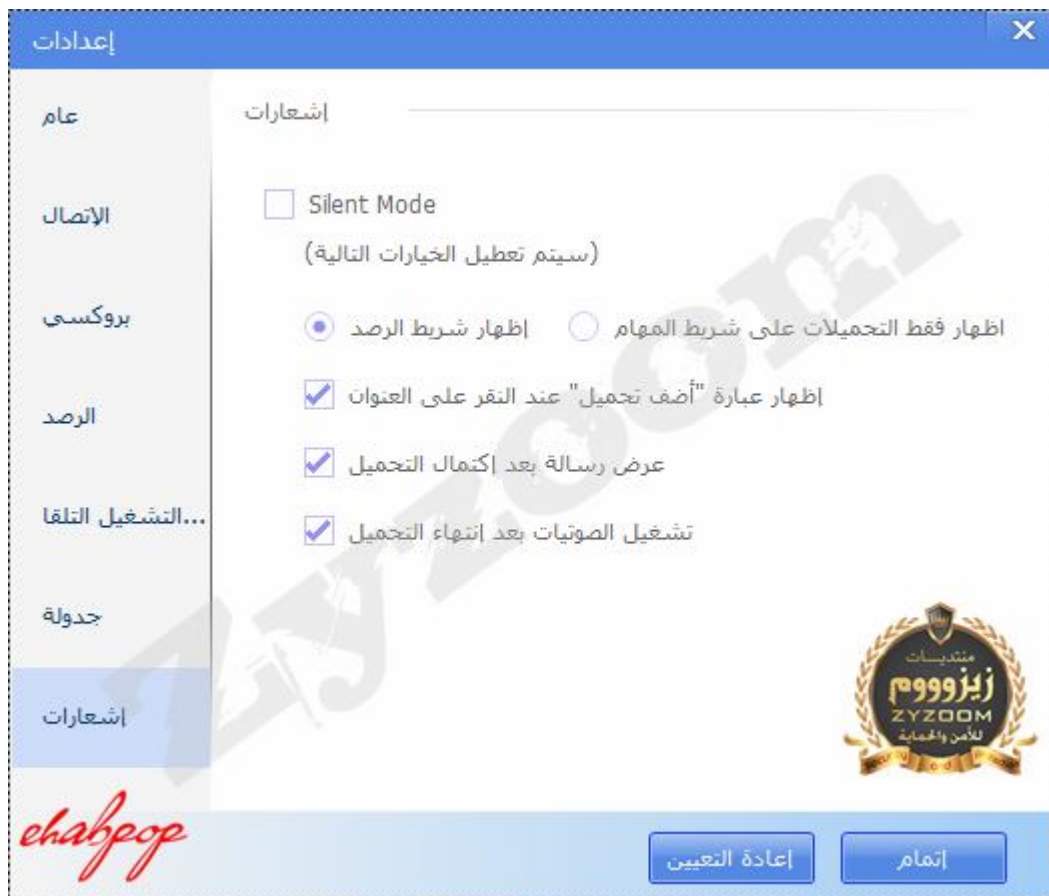 إعدادات
عام
الإتصال
بروكسي
الرصد
...التشغيل التلقا
جدولة
إشعارات
إشعارات
Silent Mode
(سيتم تعطيل الخيارات التالية)
إظهار شريط الرصد
اظهار فقط التحميلات على شريط المهام
إظهار عبارة "أضف تحميل" عند النقر على العنوان
عرض رسالة بعد إكتمال التحميل
تشغيل الصوتيات بعد إنتهاء التحميل
Zyzoom
منتديات
زيزوووم
ZYZOOM
للأمن والحماية
ehabpop
إعادة التعيين
إتمام